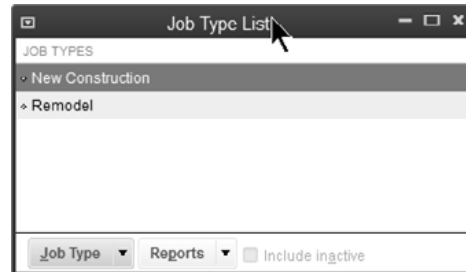 Job Type List
JOB TYPES
New Construction
Remodel
Job Type Reports Include inactive